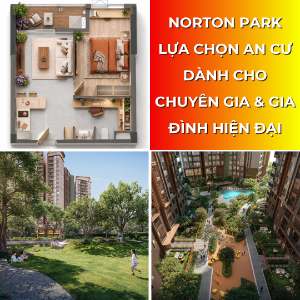 NORTON PARK
LỰA CHỌN AN CƯ
DÀNH CHO
CHUYÊN GIA & GIA
ĐÌNH HIỆN ĐẠI